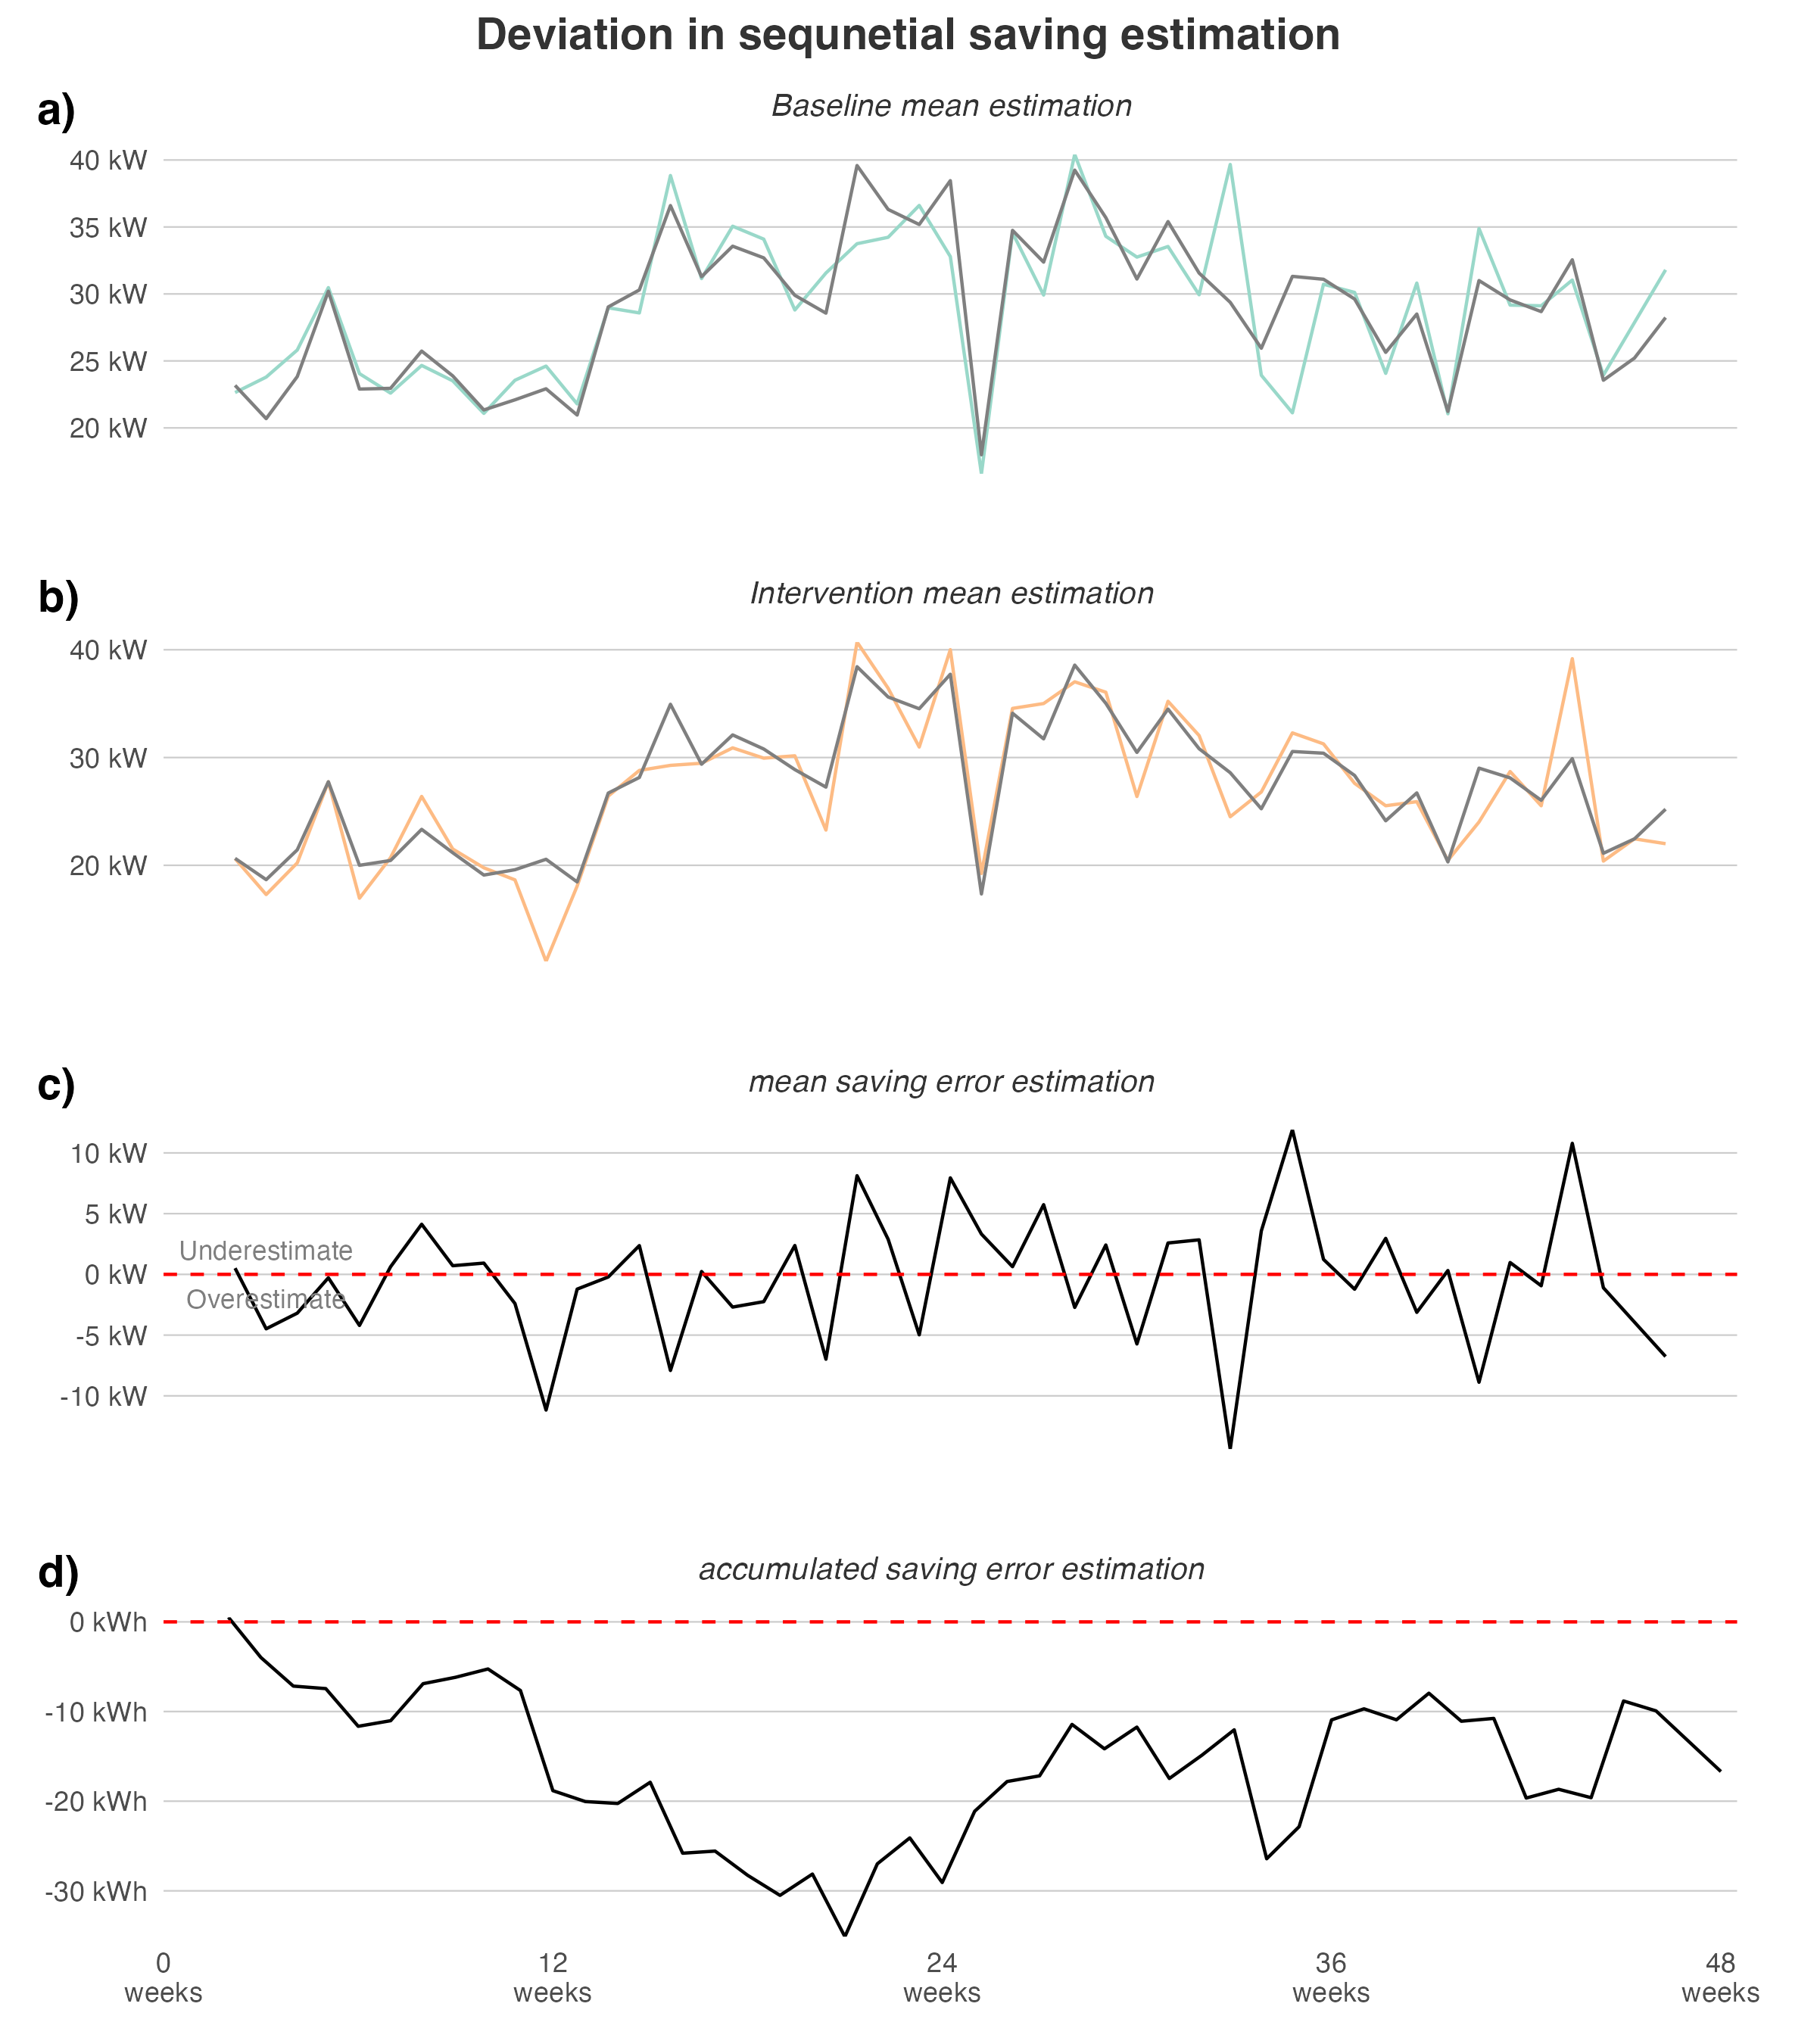 Deviation in sequnetial saving estimation
a)
Baseline mean estimation
40 kW
35 kW
30 kW
25 kW
20 kW
b)
Intervention mean estimation
40 kW
30 kW
20 kW
c)
mean saving error estimation
10 kW
5 kW
Underestimate
0 kW
Overestimate
-5 kW
-10 kW
d)
accumulated saving error estimation
0 kWh
-10 kWh
-20 kWh
-30 kWh
0 12 24 36 48
weeks weeks weeks weeks weeks